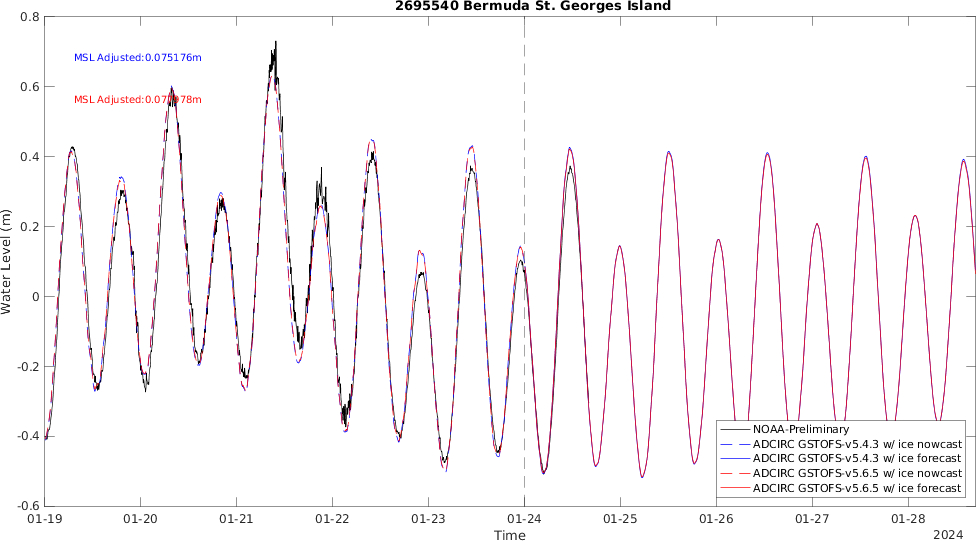 2695540 Bermuda St. Georges Island
0.8
MSL Adjusted:0.075176m
0.6
0.4
0.2
0
-0.2
-0.4
-0.6
Water Level (m)
NOAA-Preliminary
ADCIRC GSTOFS-v5.4.3 w/ ice nowcast
ADCIRC GSTOFS-v5.4.3 w/ ice forecast
ADCIRC GSTOFS-v5.6.5 w/ ice nowcast
ADCIRC GSTOFS-v5.6.5 w/ ice forecast
01-19 01-20 01-21 01-22 01-23 01-24 01-25 01-26 01-27 01-28
Time
2024
MSL Adjusted: